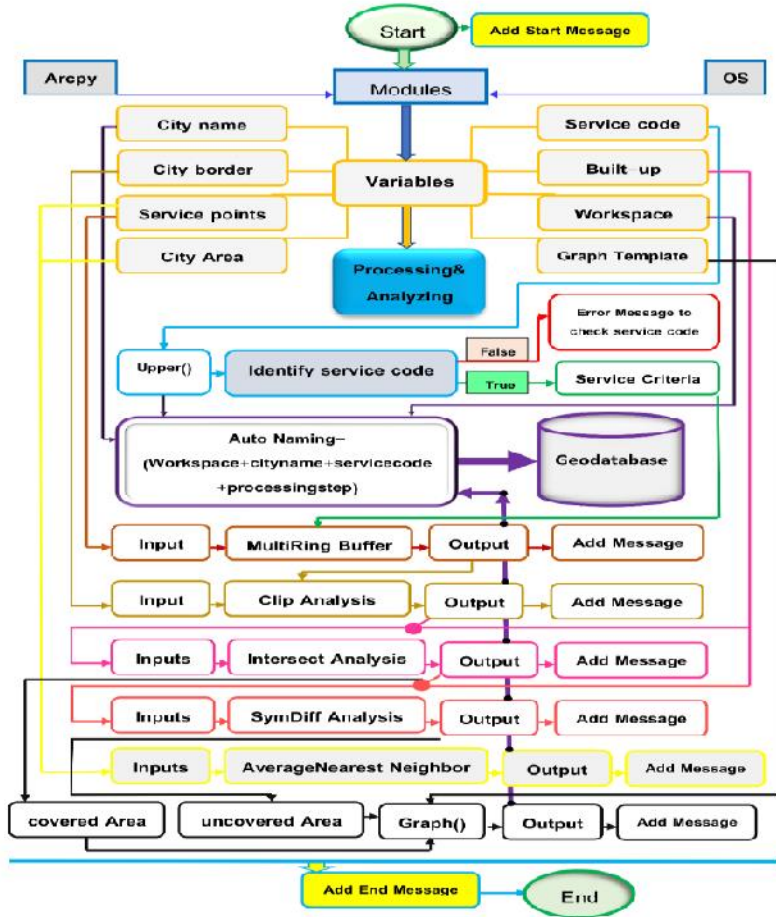 Start
Add Start Message
Arcpy
OS
Modules
City name
Service code
City border
Built-up
Variables
Service points
Workspace
City Area
Graph Template
Processing&
Analyzing
Error Message to
check service code
False
Upper()
Identify service code
True
Service Criteria
Auto Naming-
(Workspace+cityname+servicecode
+processingstep)
Geodatabase
Input
MultiRing Buffer
Output
Add Message
Input
Clip Analysis
Output
Add Message
Inputs
Intersect Analysis
Output
Add Message
Inputs
SymDiff Analysis
Output
Add Message
Inputs
AverageNearest Neighbor
Output
Add Message
covered Area
uncovered Area
Graph()
Output
Add Message
Add End Message
End